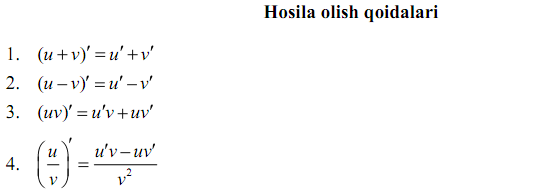 Hosila olish qoidalari
1. (u + v)' = u' + v'
2. (u − v)' = u' − v'
3. (uv)' = u'v + uv'
4. (u/v)' = (u'v − uv')/v²